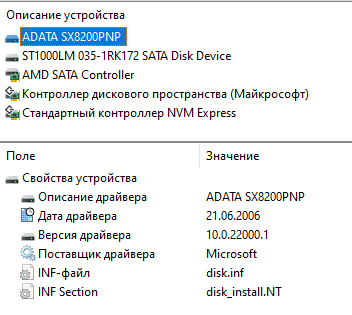 Описание устройства
ADATA SX8200PNP
ST1000LM 035-1RK172 SATA Disk Device
AMD SATA Controller
Контроллер дискового пространства (Майкрософт)
Стандартный контроллер NVM Express
Поле Значение
Свойства устройства
Описание драйвера ADATA SX8200PNP
Дата драйвера 21.06.2006
Версия драйвера 10.0.22000.1
Поставщик драйвера Microsoft
INF-файл disk.inf
INF Section disk_install.NT